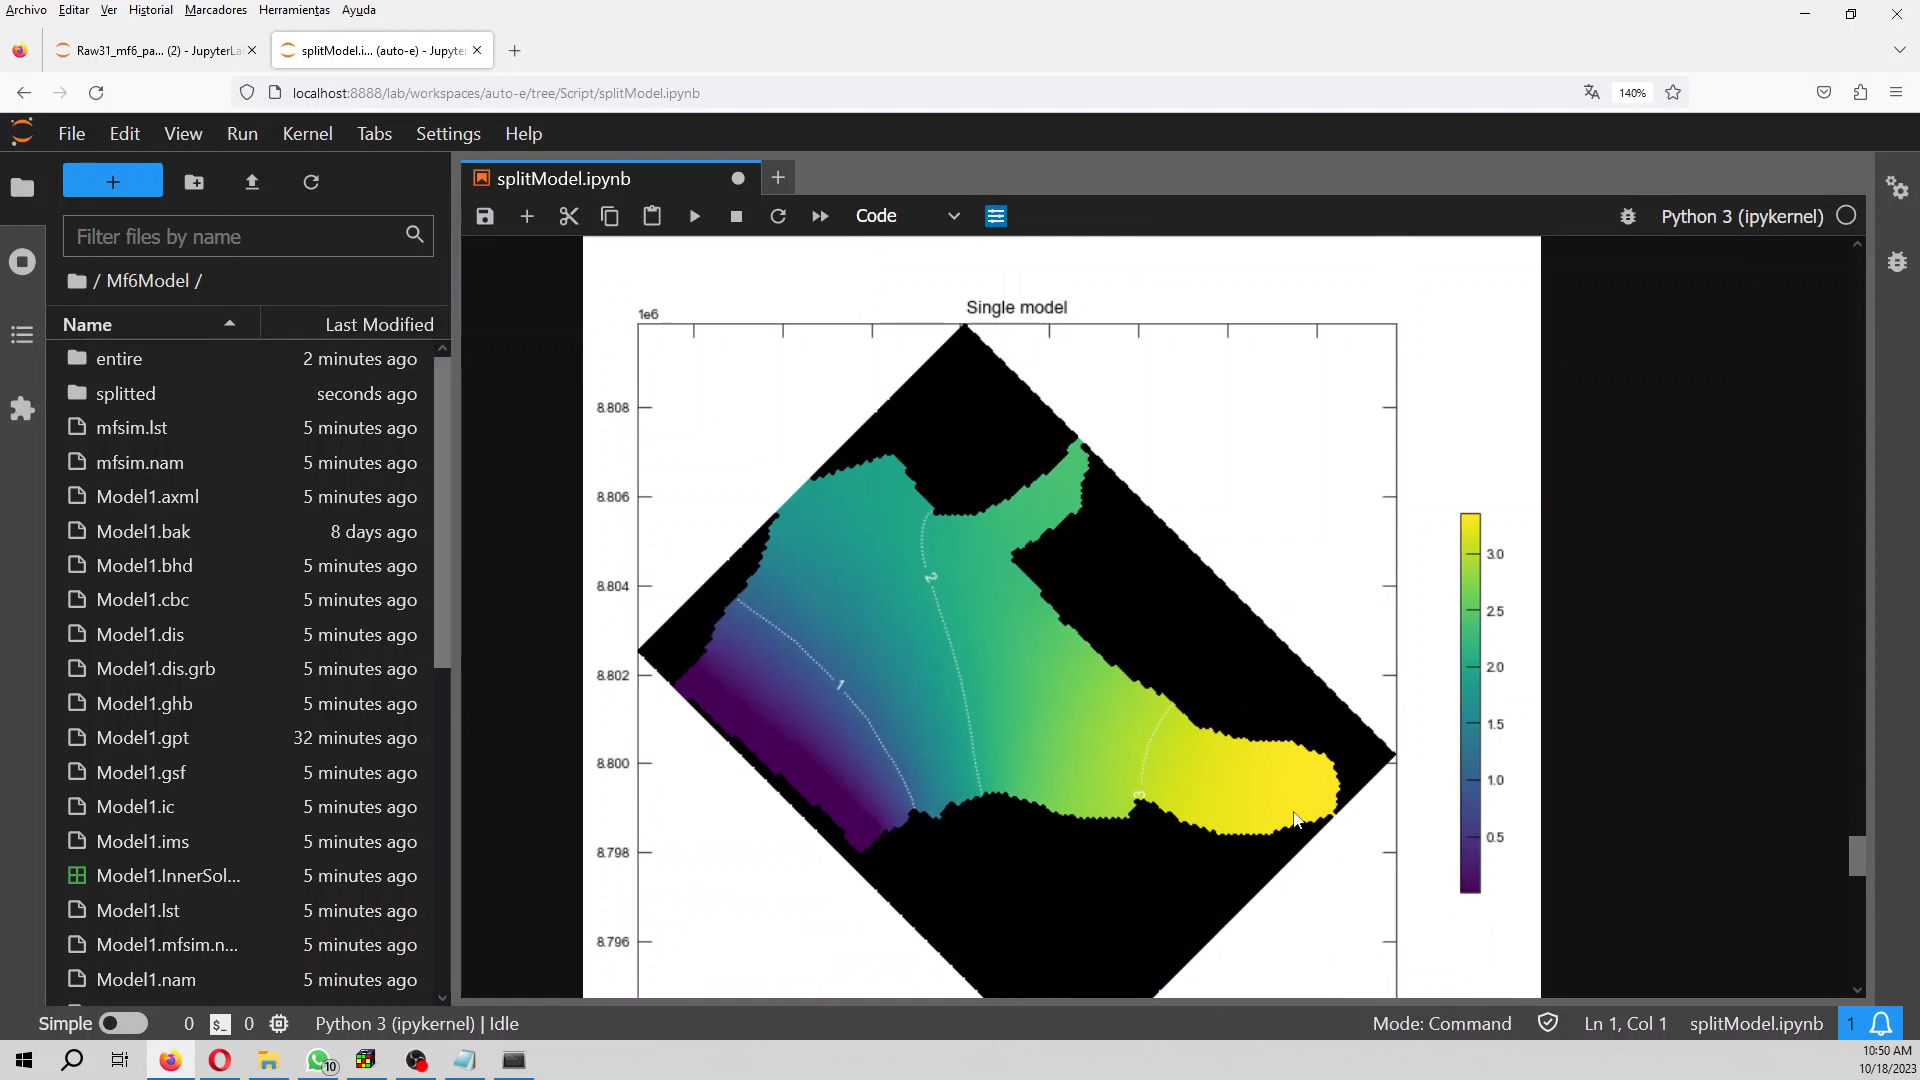 Archivo Editar Ver Historial Marcadores Herramientas Ayuda
Raw31_mf6_pa... (2) - JupyterLa
splitModel.i... (auto-e) - Jupyter
localhost:8888/lab/workspaces/auto-e/tree/Script/splitModel.ipynb
140%
File Edit View Run Kernel Tabs Settings Help
splitModel.ipynb
Filter files by name
Code
Python 3 (ipykernel)
/ Mf6Model /
Name Last Modified
entire 2 minutes ago
splitted seconds ago
mfsim.lst 5 minutes ago
mfsim.nam 5 minutes ago
Model1.axml 5 minutes ago
Model1.bak 8 days ago
Model1.bhd 5 minutes ago
Model1.cbc 5 minutes ago
Model1.dis 5 minutes ago
Model1.dis.grb 5 minutes ago
Model1.ghb 5 minutes ago
Model1.gpt 32 minutes ago
Model1.gsf 5 minutes ago
Model1.ic 5 minutes ago
Model1.ims 5 minutes ago
Model1.InnerSol... 5 minutes ago
Model1.lst 5 minutes ago
Model1.mfsim.n... 5 minutes ago
Model1.nam 5 minutes ago
Single model
1e6
8.808
8.806
8.804
8.802
8.800
8.798
8.796
1
2
3
3.0
2.5
2.0
1.5
1.0
0.5
Simple 0 $_ 0 Python 3 (ipykernel) | Idle
Mode: Command Ln 1, Col 1 splitModel.ipynb 1
10
10:50 AM
10/18/2023